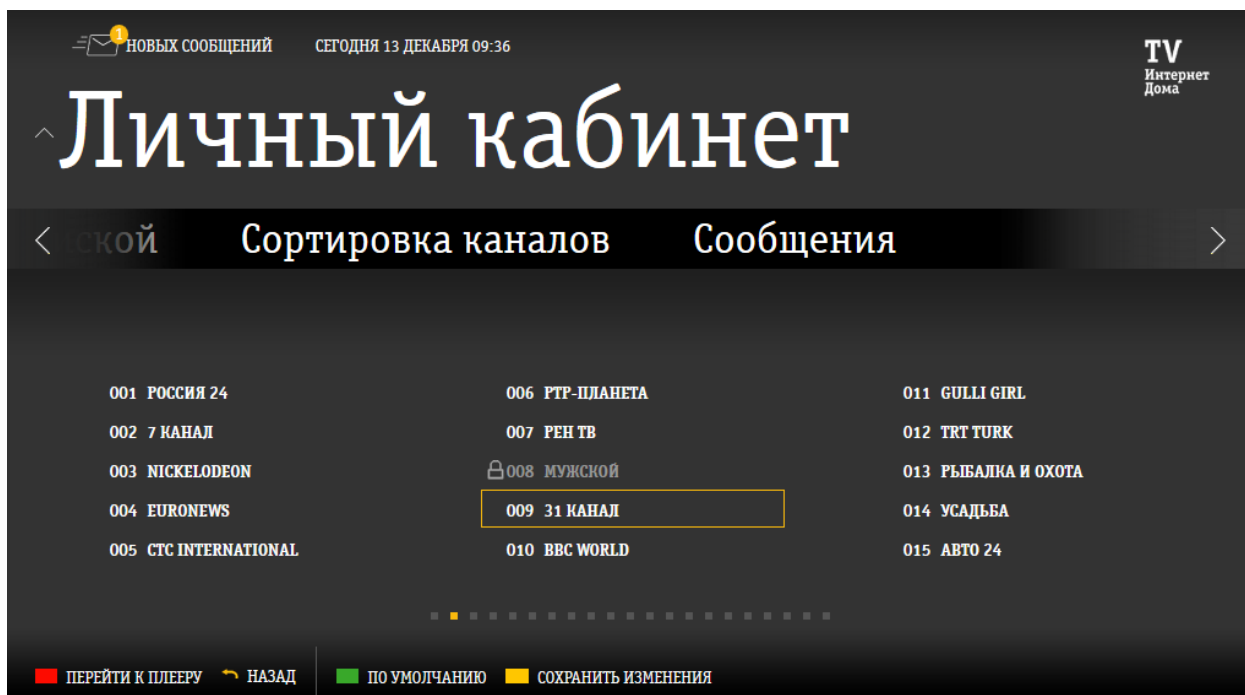 1
НОВЫХ СООБЩЕНИЙ
СЕГОДНЯ 13 ДЕКАБРЯ 09:36
TV
Интернет
Дома
Личный кабинет
ской
Сортировка каналов
Сообщения
001 РОССИЯ 24
002 7 КАНАЛ
003 NICKELODEON
004 EURONEWS
005 СТС INTERNATIONAL
006 РТР-ПЛАНЕТА
007 РЕН ТВ
008 МУЖСКОЙ
009 31 КАНАЛ
010 BBC WORLD
011 GULLI GIRL
012 TRT TURK
013 РЫБАЛКА И ОХОТА
014 УСАДЬБА
015 АВТО 24
ПЕРЕЙТИ К ПЛЕЕРУ
НАЗАД
ПО УМОЛЧАНИЮ
СОХРАНИТЬ ИЗМЕНЕНИЯ